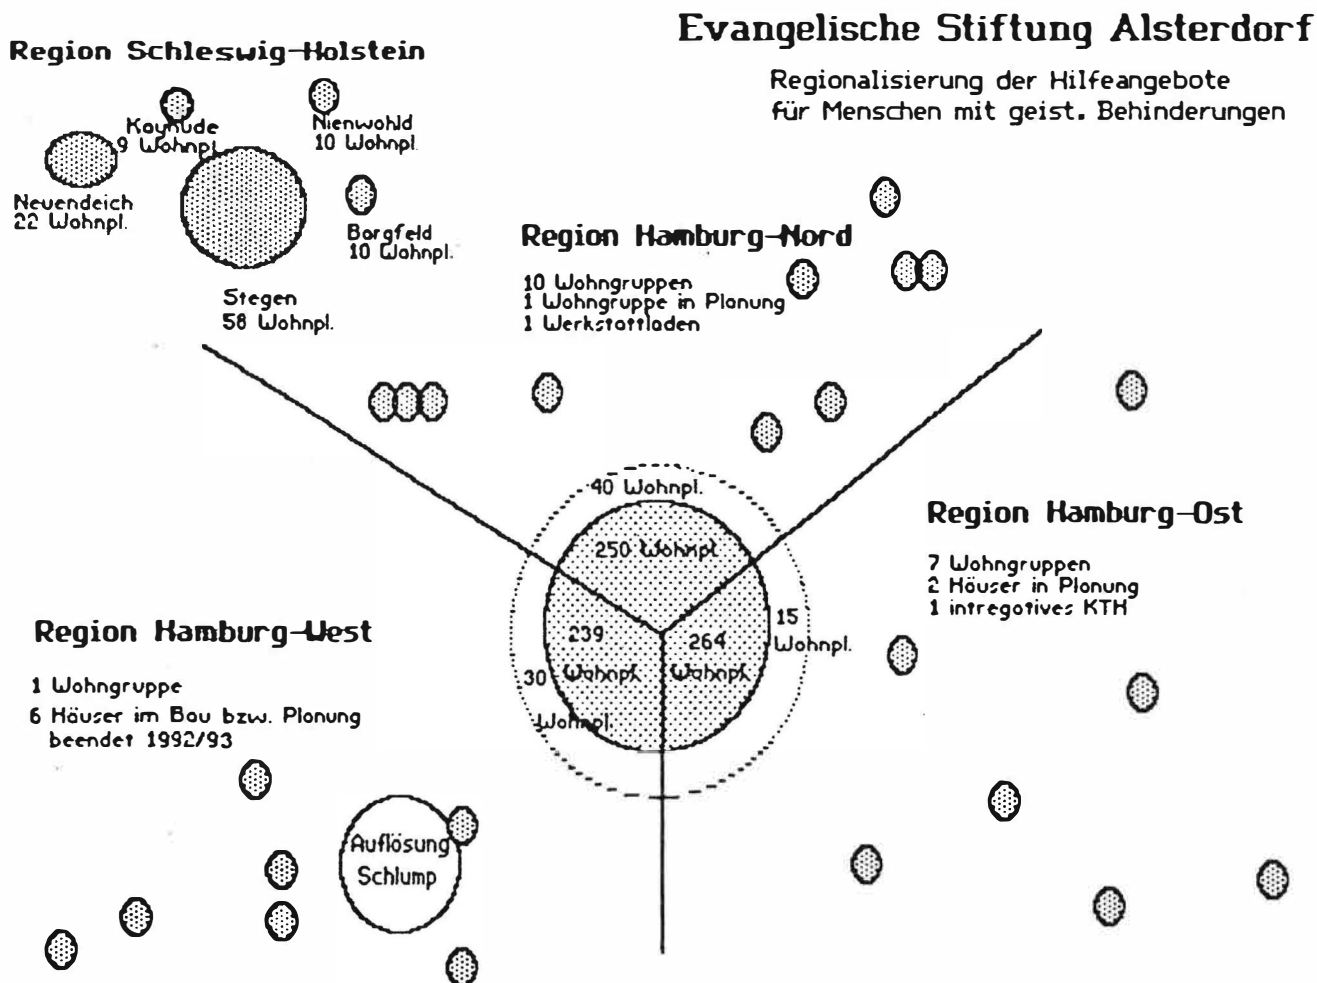 Evangelische Stiftung Alsterdorf
Regionalisierung der Hilfeangebote
für Menschen mit geist. Behinderungen
Region Schleswig-Holstein
Kayhude
9 Wohnpl.
Nienwohld
10 Wohnpl.
Neuendeich
22 Wohnpl.
Bargfeld
10 Wohnpl.
Stegen
58 Wohnpl.
Region Hamburg-Nord
10 Wohngruppen
1 Wohngruppe in Planung
1 Werkstattladen
40 Wohnpl.
250 Wohnpl.
239
Wohnpl.
264
Wohnpl.
15
Wohnpl.
30
Wohnpl.
Region Hamburg-Ost
7 Wohngruppen
2 Häuser in Planung
1 intregatives KTH
Region Hamburg-West
1 Wohngruppe
6 Häuser im Bau bzw. Planung
beendet 1992/93
Auflösung
Schlump